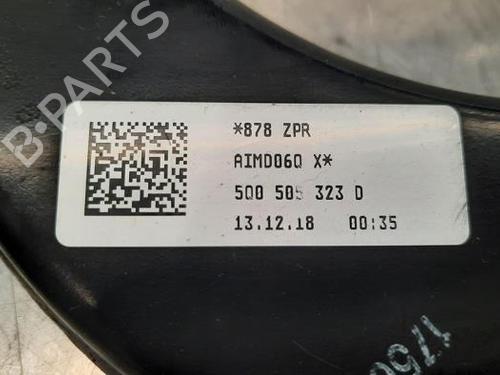 *878 ZPR
AIMD06Q X*
5Q0 505 323 D
13.12.18 00:35
B-PARTS